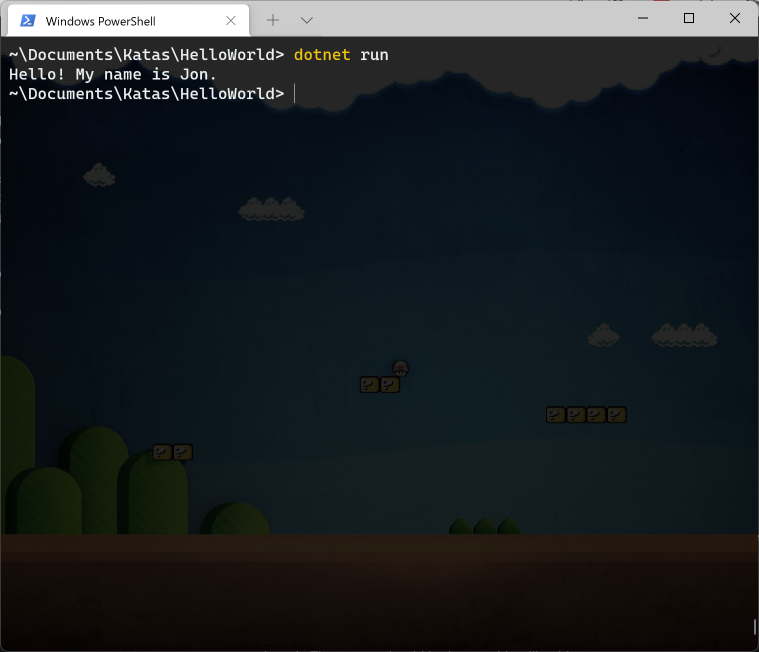 Windows PowerShell
~\Documents\Katas\HelloWorld> dotnet run
Hello! My name is Jon.
~\Documents\Katas\HelloWorld>